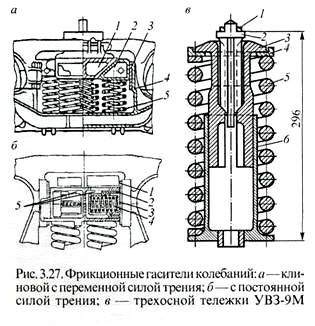 а
1 2 3
4
5
б
5
1
2
3
4
в
1
2
3
4
5
6
296
Рис. 3.27. Фрикционные гасители колебаний: а — кли-
новой с переменной силой трения; б — с постоянной
силой трения; в — трехосной тележки УВЗ-9М